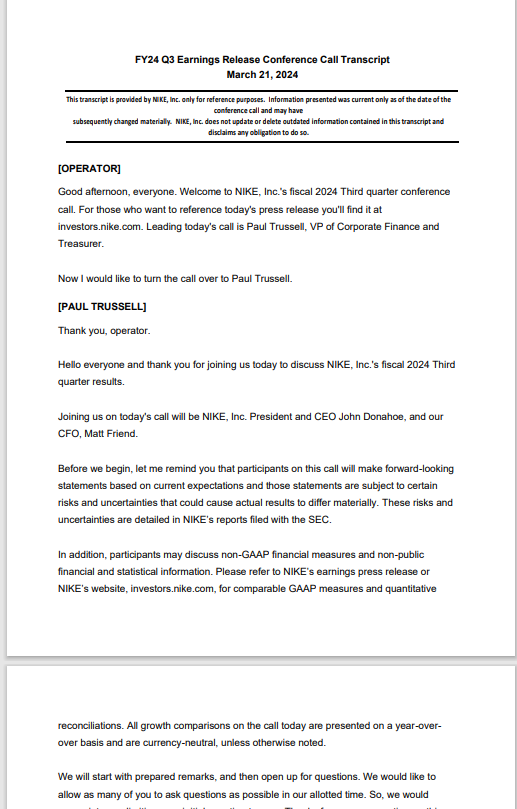 FY24 Q3 Earnings Release Conference Call Transcript
March 21, 2024
This transcript is provided by NIKE, Inc. only for reference purposes. Information presented was current only as of the date of the
conference call and may have
subsequently changed materially. NIKE, Inc. does not update or delete outdated information contained in this transcript and
disclaims any obligation to do so.
[OPERATOR]
Good afternoon, everyone. Welcome to NIKE, Inc.'s fiscal 2024 Third quarter conference
call. For those who want to reference today's press release you'll find it at
investors.nike.com. Leading today's call is Paul Trussell, VP of Corporate Finance and
Treasurer.
Now I would like to turn the call over to Paul Trussell.
[PAUL TRUSSELL]
Thank you, operator.
Hello everyone and thank you for joining us today to discuss NIKE, Inc.'s fiscal 2024 Third
quarter results.
Joining us on today's call will be NIKE, Inc. President and CEO John Donahoe, and our
CFO, Matt Friend.
Before we begin, let me remind you that participants on this call will make forward-looking
statements based on current expectations and those statements are subject to certain
risks and uncertainties that could cause actual results to differ materially. These risks and
uncertainties are detailed in NIKE's reports filed with the SEC.
In addition, participants may discuss non-GAAP financial measures and non-public
financial and statistical information. Please refer to NIKE's earnings press release or
NIKE's website, investors.nike.com, for comparable GAAP measures and quantitative
reconciliations. All growth comparisons on the call today are presented on a year-over-
over basis and are currency-neutral, unless otherwise noted.
We will start with prepared remarks, and then open up for questions. We would like to
allow as many of you to ask questions as possible in our allotted time. So, we would